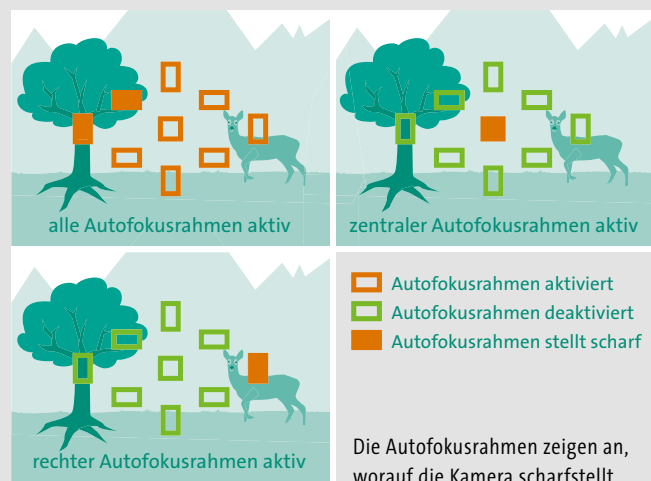 alle Autofokusrahmen aktiv
zentraler Autofokusrahmen aktiv
rechter Autofokusrahmen aktiv
Autofokusrahmen aktiviert
Autofokusrahmen deaktiviert
Autofokusrahmen stellt scharf
Die Autofokusrahmen zeigen an,
worauf die Kamera scharfstellt